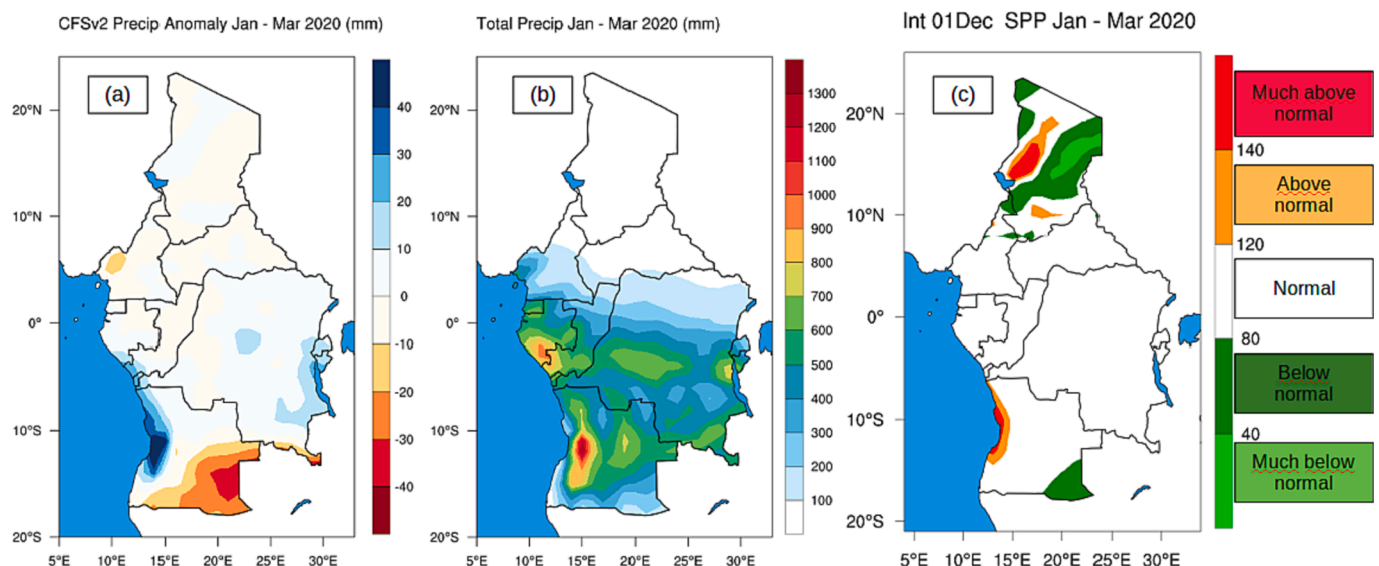 CFSv2 Precip Anomaly Jan - Mar 2020 (mm)
(a)
20°N
10°N
0°
10°S
20°S
5°E
10°E
15°E
20°E
25°E
30°E
40
30
20
10
0
-10
-20
-30
-40
Total Precip Jan - Mar 2020 (mm)
(b)
20°N
10°N
0°
10°S
20°S
5°E
10°E
15°E
20°E
25°E
30°E
1300
1200
1100
1000
900
800
700
600
500
400
300
200
100
Int 01Dec SPP Jan - Mar 2020
(c)
20°N
10°N
0°
10°S
20°S
5°E
10°E
15°E
20°E
25°E
30°E
Much above
normal
140
Above
normal
120
Normal
80
Below
normal
40
Much below
normal